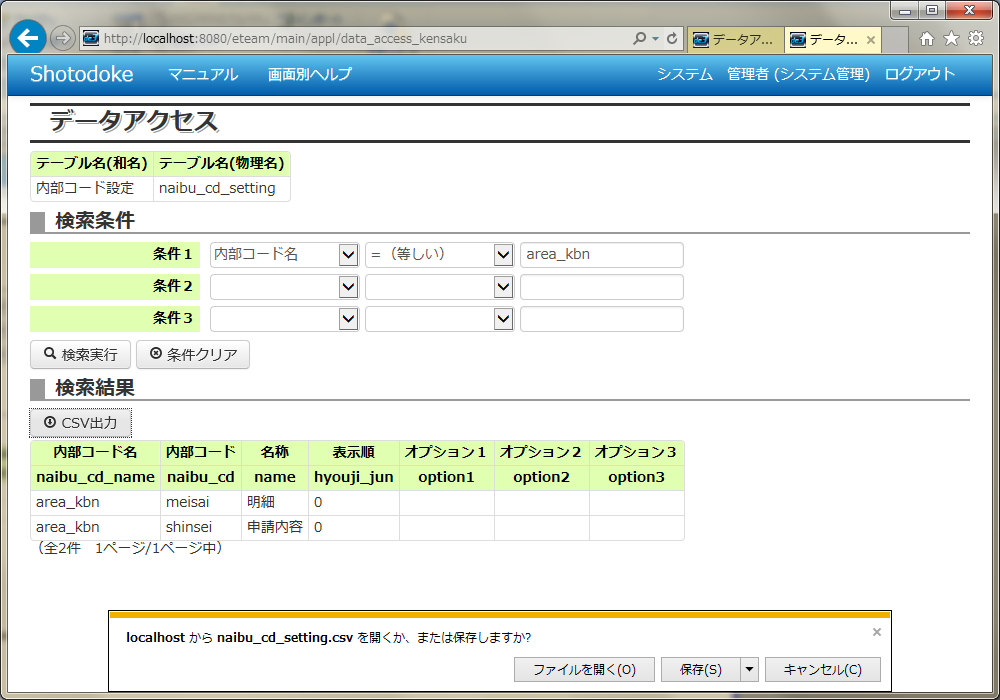 http://localhost:8080/eteam/main/appl/data_access_kensaku
データア...
データ...
Shotodoke マニュアル 画面別ヘルプ システム 管理者 (システム管理) ログアウト
データアクセス
テーブル名(和名) テーブル名(物理名)
内部コード設定 naibu_cd_setting
検索条件
条件１ 内部コード名 = （等しい） area_kbn
条件２
条件３
検索実行 条件クリア
検索結果
CSV出力
内部コード名 内部コード 名称 表示順 オプション１ オプション２ オプション３
naibu_cd_name naibu_cd name hyouji_jun option1 option2 option3
area_kbn meisai 明細 0
area_kbn shinsei 申請内容 0
（全2件　1ページ/1ページ中）
localhost から naibu_cd_setting.csv を開くか、または保存しますか?
ファイルを開く(O) 保存(S) キャンセル(C)